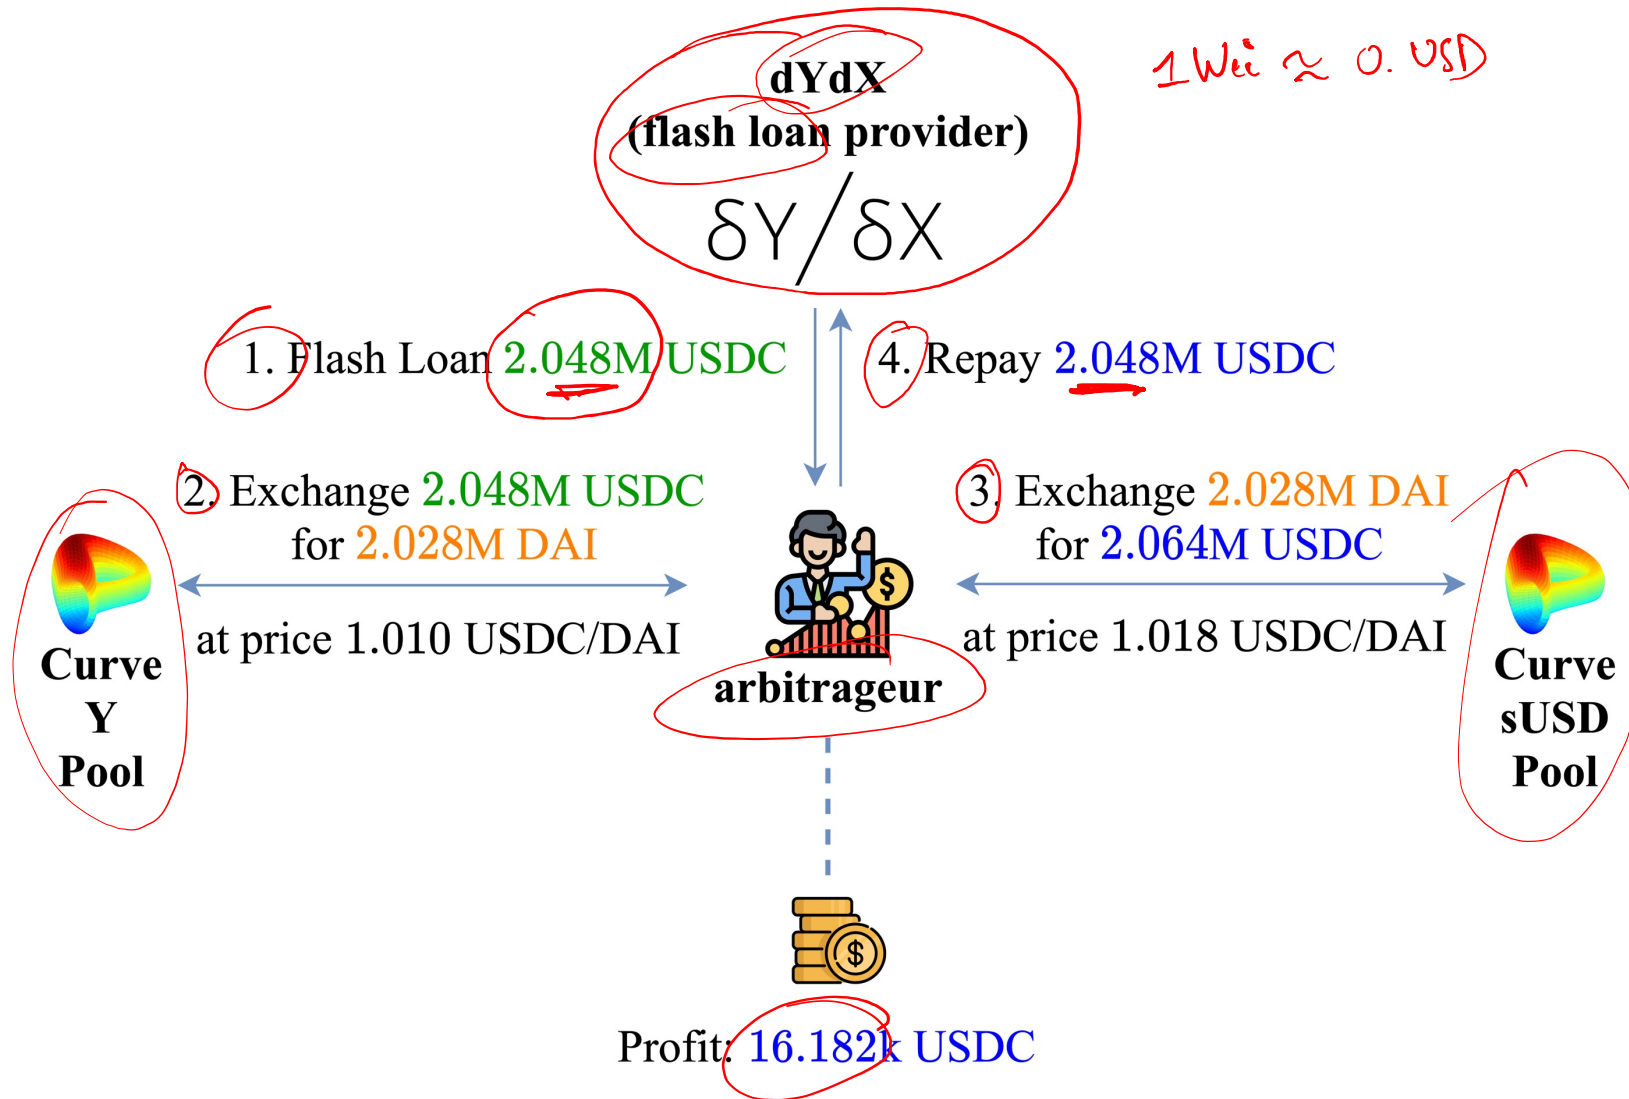 dYdX
(flash loan provider)
δY/δX
1 Wei ≈ 0. USD
1. Flash Loan 2.048M USDC
4. Repay 2.048M USDC
2. Exchange 2.048M USDC
for 2.028M DAI
at price 1.010 USDC/DAI
3. Exchange 2.028M DAI
for 2.064M USDC
at price 1.018 USDC/DAI
Curve
Y
Pool
arbitrageur
Curve
sUSD
Pool
Profit: 16.182k USDC